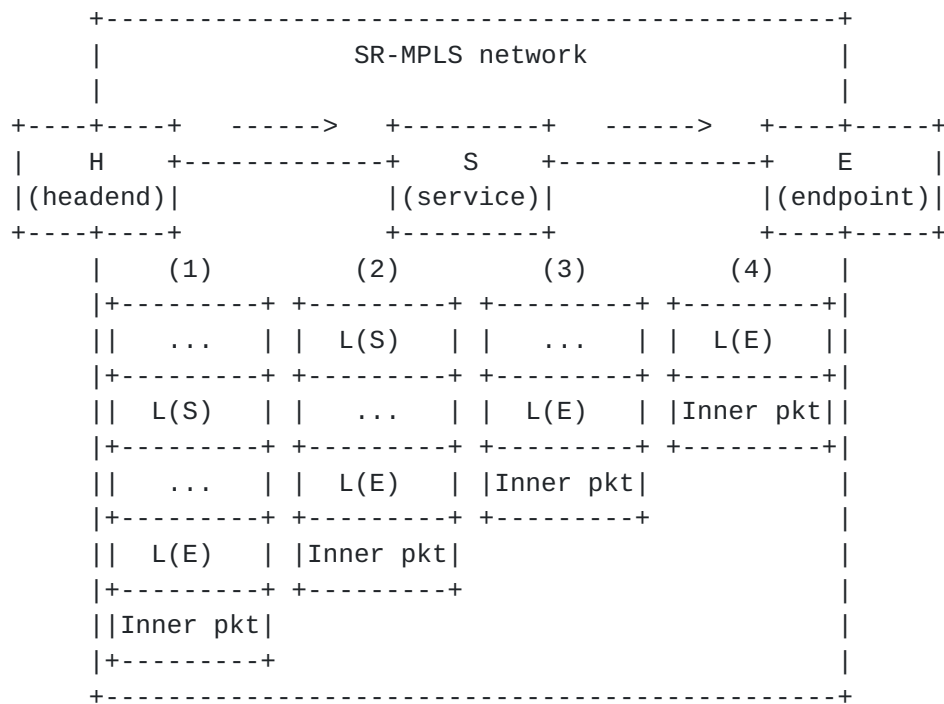 SR-MPLS network
------> ------>
H S E
(headend) (service) (endpoint)
(1) (2) (3) (4)
... L(S) ... L(E)
L(S) ... L(E) Inner pkt
... L(E) Inner pkt
L(E) Inner pkt
Inner pkt